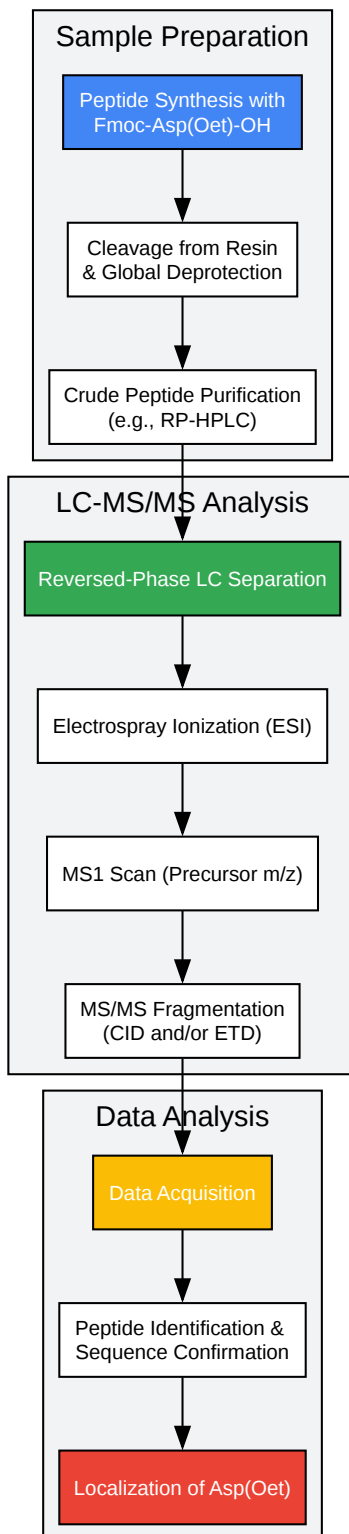 Sample Preparation
Peptide Synthesis with
Fmoc-Asp(Oet)-OH
Cleavage from Resin
& Global Deprotection
Crude Peptide Purification
(e.g., RP-HPLC)
LC-MS/MS Analysis
Reversed-Phase LC Separation
Electrospray Ionization (ESI)
MS1 Scan (Precursor m/z)
MS/MS Fragmentation
(CID and/or ETD)
Data Analysis
Data Acquisition
Peptide Identification &
Sequence Confirmation
Localization of Asp(Oet)